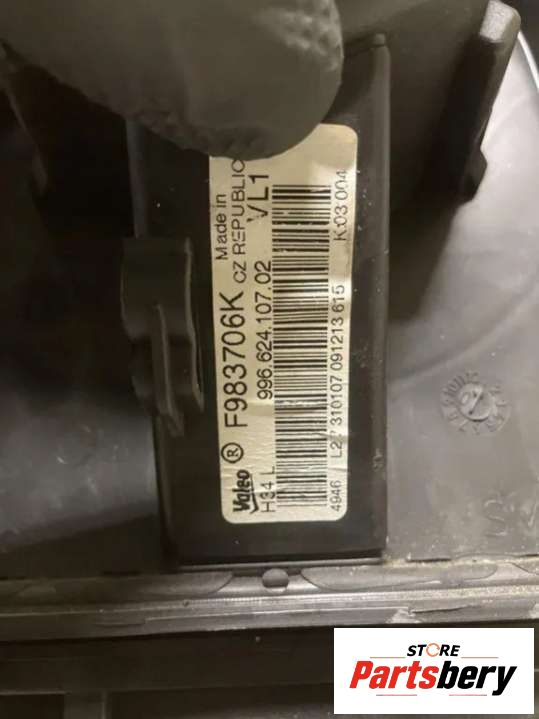 Valeo ® F983706K Made in
CZ REPUBLIC
H34 L 996.624.107.02 VL1
4946 L2 310107 091213 615 K 03 004
STORE
Partsbery